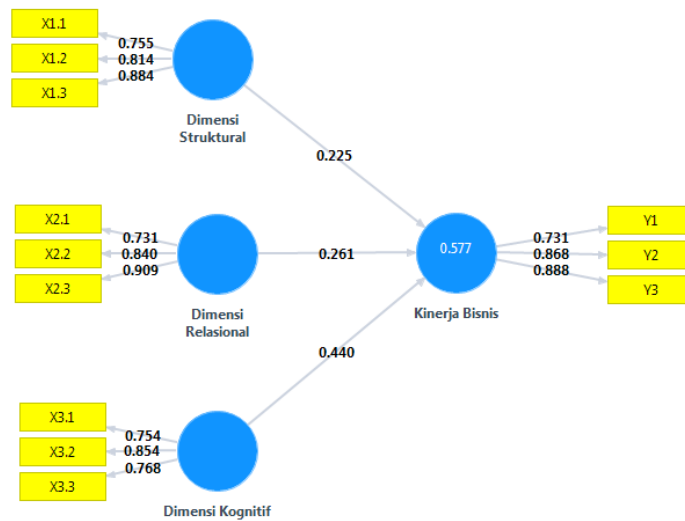 X1.1
0.755
X1.2
0.814
0.884
X1.3
Dimensi
Struktural
0.225
X2.1
0.731
X2.2
0.840
0.909
X2.3
Dimensi
Relasional
0.261
0.577
Kinerja Bisnis
0.731
0.868
0.888
Y1
Y2
Y3
0.440
X3.1
0.754
X3.2
0.854
0.768
X3.3
Dimensi Kognitif